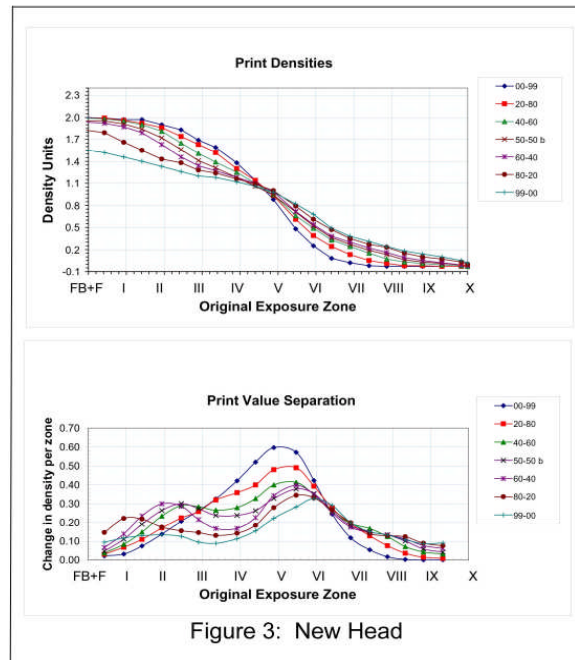 Print Densities
2.3
2.0
1.7
1.4
1.1
0.8
0.5
0.2
-0.1
Density Units
FB+F I II III IV V VI VII VIII IX X
Original Exposure Zone
00-99
20-80
40-60
50-50 b
60-40
80-20
99-00
Print Value Separation
0.70
0.60
0.50
0.40
0.30
0.20
0.10
0.00
Change in density per zone
FB+F I II III IV V VI VII VIII IX X
Original Exposure Zone
00-99
20-80
40-60
50-50 b
60-40
80-20
99-00
Figure 3: New Head